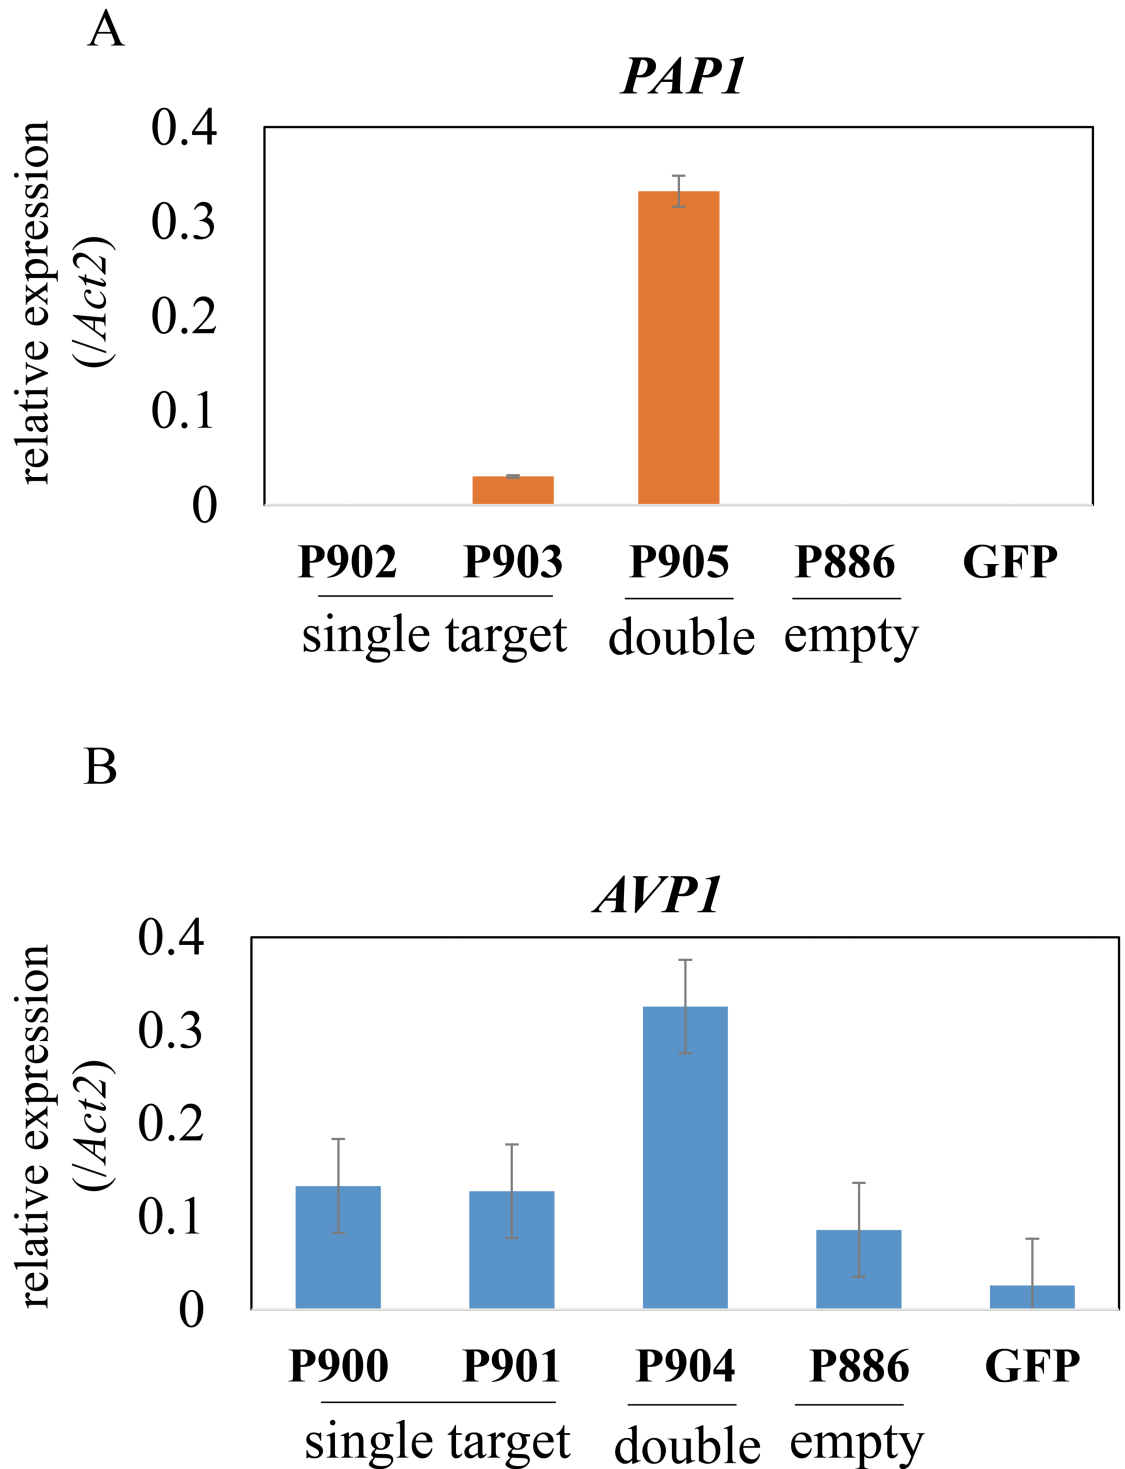 A
PAP1
relative expression
(/Act2)
0.4
0.3
0.2
0.1
0
P902 P903 P905 P886 GFP
single target double empty
B
AVP1
relative expression
(/Act2)
0.4
0.3
0.2
0.1
0
P900 P901 P904 P886 GFP
single target double empty